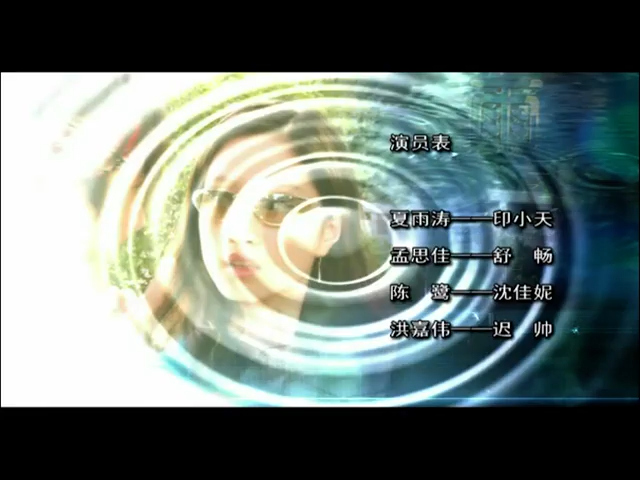 演员表
夏雨涛——印小天
孟思佳——舒　畅
陈　鹭——沈佳妮
洪嘉伟——迟　帅